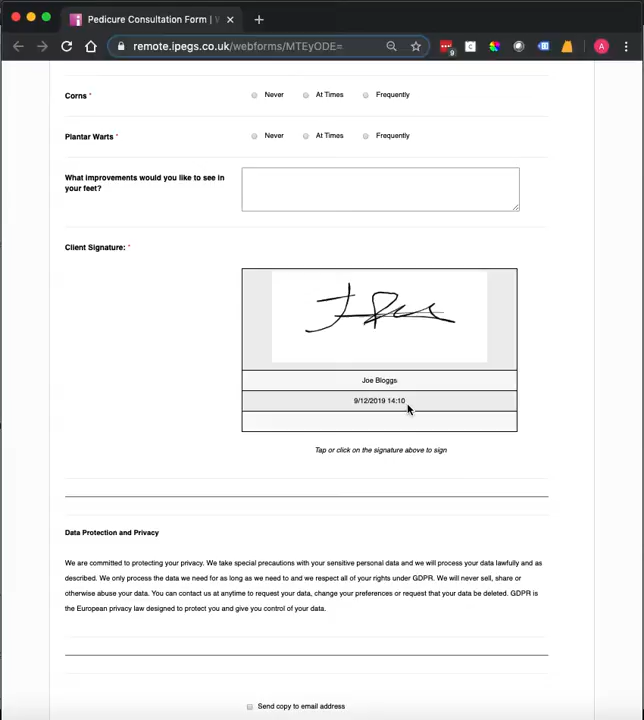 Pedicure Consultation Form | W
remote.ipegs.co.uk/webforms/MTEyODE=
9
C
A
Corns *
Never At Times Frequently
Plantar Warts *
Never At Times Frequently
What improvements would you like to see in
your feet?
Client Signature: *
Joe Bloggs
9/12/2019 14:10
Tap or click on the signature above to sign
Data Protection and Privacy
We are committed to protecting your privacy. We take special precautions with your sensitive personal data and we will process your data lawfully and as
described. We only process the data we need for as long as we need to and we respect all of your rights under GDPR. We will never sell, share or
otherwise abuse your data. You can contact us at anytime to request your data, change your preferences or request that your data be deleted. GDPR is
the European privacy law designed to protect you and give you control of your data.
Send copy to email address